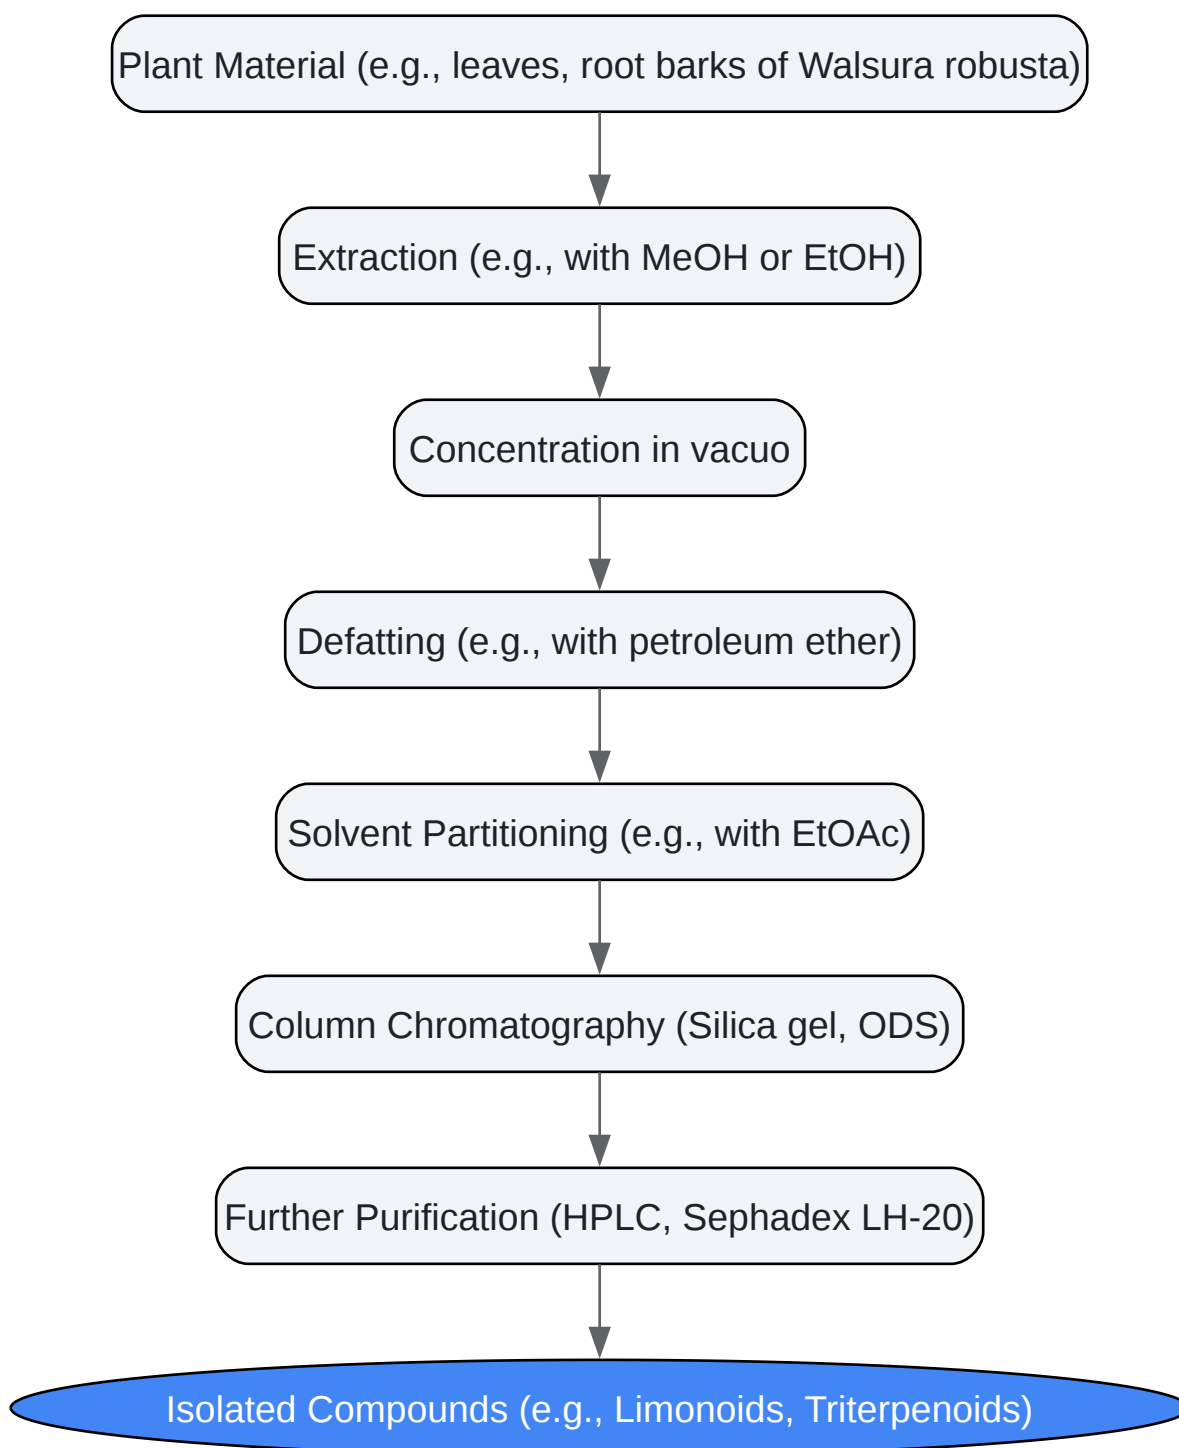 Plant Material (e.g., leaves, root barks of Walsura robusta)
Extraction (e.g., with MeOH or EtOH)
Concentration in vacuo
Defatting (e.g., with petroleum ether)
Solvent Partitioning (e.g., with EtOAc)
Column Chromatography (Silica gel, ODS)
Further Purification (HPLC, Sephadex LH-20)
Isolated Compounds (e.g., Limonoids, Triterpenoids)